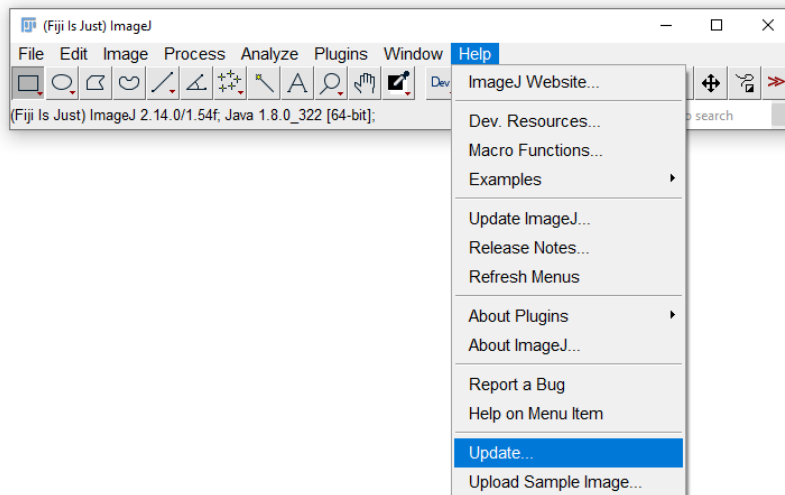 (Fiji Is Just) ImageJ
File Edit Image Process Analyze Plugins Window Help
A Dev
(Fiji Is Just) ImageJ 2.14.0/1.54f; Java 1.8.0_322 [64-bit]; search
ImageJ Website...
Dev. Resources...
Macro Functions...
Examples
Update ImageJ...
Release Notes...
Refresh Menus
About Plugins
About ImageJ...
Report a Bug
Help on Menu Item
Update...
Upload Sample Image...